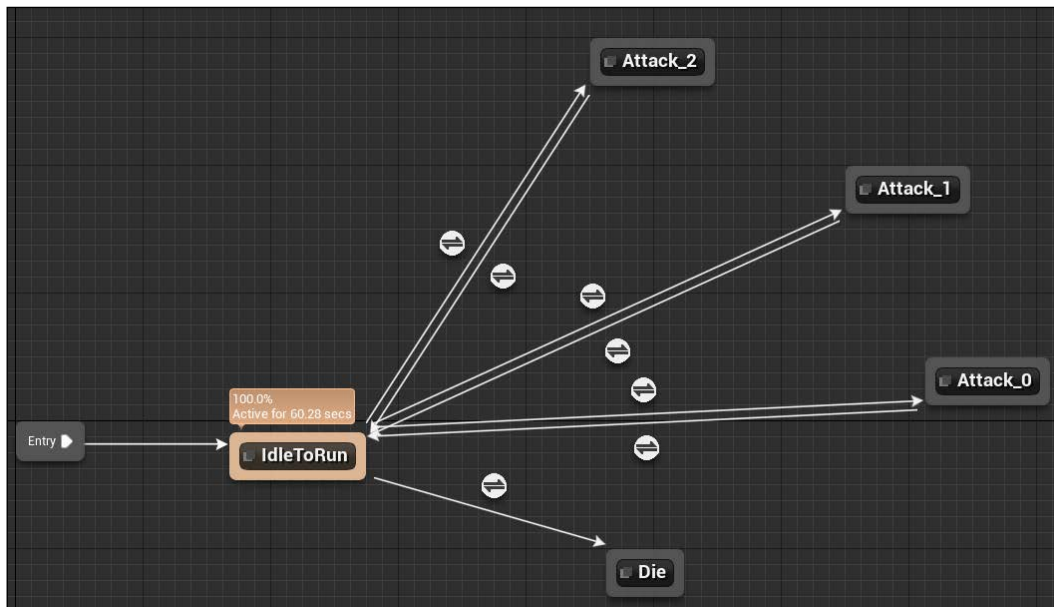 Attack_2
Attack_1
Attack_0
100.0%
Active for 60.28 secs
Entry
IdleToRun
Die